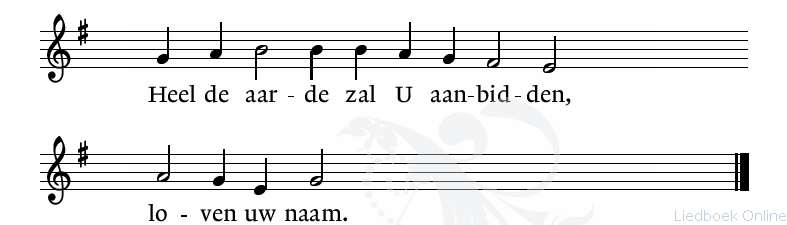 Heel de aar - de zal U aan-bid-den,
lo - ven uw naam.
Liedboek Online